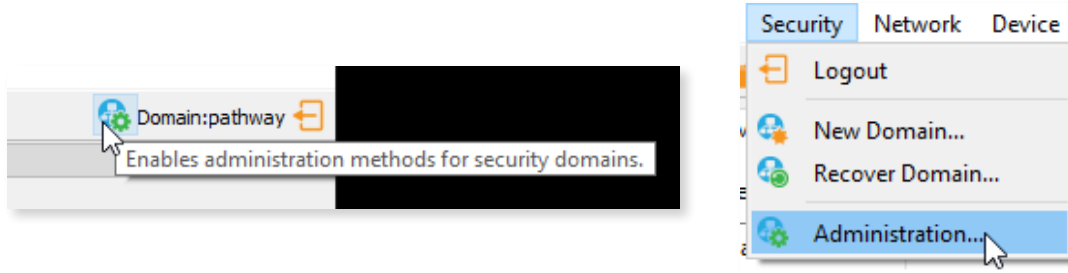 Domain:pathway
Enables administration methods for security domains.
Security Network Device
Logout
New Domain...
Recover Domain...
Administration...